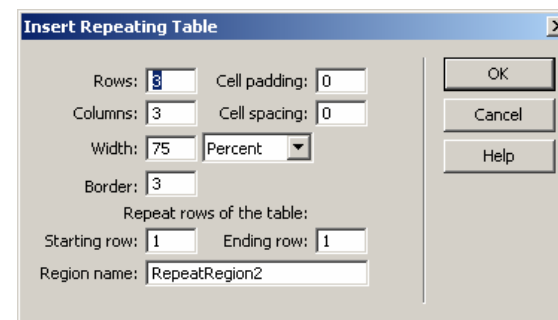 Insert Repeating Table
Rows: 3 Cell padding: 0 OK
Columns: 3 Cell spacing: 0 Cancel
Width: 75 Percent Help
Border: 3
Repeat rows of the table:
Starting row: 1 Ending row: 1
Region name: RepeatRegion2